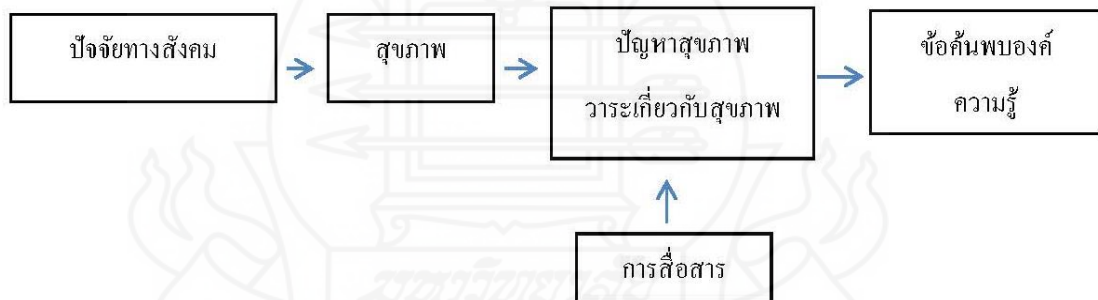 ปัจจัยทางสังคม
สุขภาพ
ปัญหาสุขภาพ
วาระเกี่ยวกับสุขภาพ
ข้อค้นพบองค์
ความรู้
การสื่อสาร